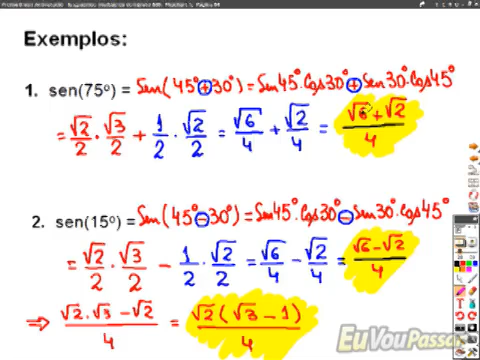 Exemplos:
1. sen(75º) = Sen(45°+30°) = Sen45°.Cos30°+Sen30°.Cos45°
= √2/2 . √3/2 + 1/2 . √2/2 = √6/4 + √2/4 = (√6+√2)/4
2. sen(15º) = Sen(45°−30°) = Sen45°.Cos30°−Sen30°.Cos45°
= √2/2 . √3/2 − 1/2 . √2/2 = √6/4 − √2/4 = (√6−√2)/4
⇒ (√2.√3−√2)/4 = √2(√3−1)/4
EuVouPassar